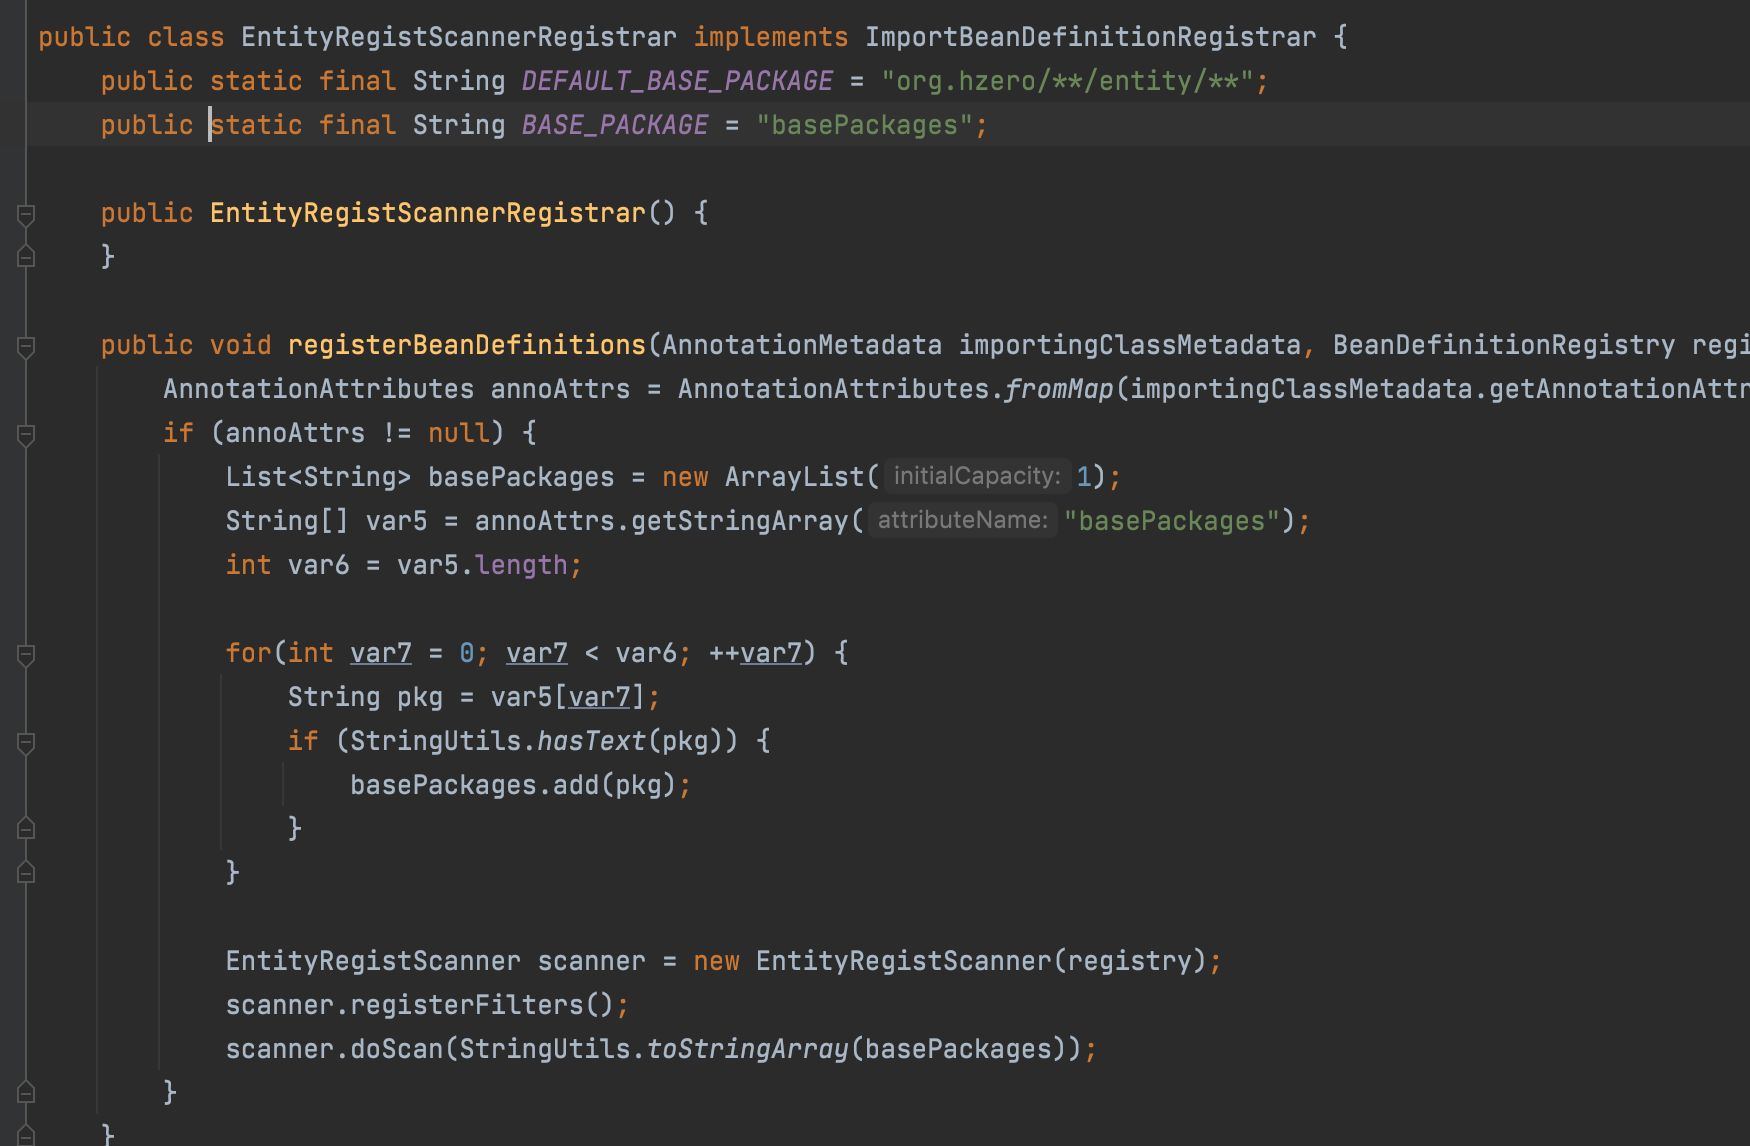 public class EntityRegistScannerRegistrar implements ImportBeanDefinitionRegistrar {
public static final String DEFAULT_BASE_PACKAGE = "org.hzero/**/entity/**";
public static final String BASE_PACKAGE = "basePackages";
public EntityRegistScannerRegistrar() {
}
public void registerBeanDefinitions(AnnotationMetadata importingClassMetadata, BeanDefinitionRegistry regi
AnnotationAttributes annoAttrs = AnnotationAttributes.fromMap(importingClassMetadata.getAnnotationAttr
if (annoAttrs != null) {
List<String> basePackages = new ArrayList( initialCapacity: 1);
String[] var5 = annoAttrs.getStringArray( attributeName: "basePackages");
int var6 = var5.length;
for(int var7 = 0; var7 < var6; ++var7) {
String pkg = var5[var7];
if (StringUtils.hasText(pkg)) {
basePackages.add(pkg);
}
}
EntityRegistScanner scanner = new EntityRegistScanner(registry);
scanner.registerFilters();
scanner.doScan(StringUtils.toStringArray(basePackages));
}
}